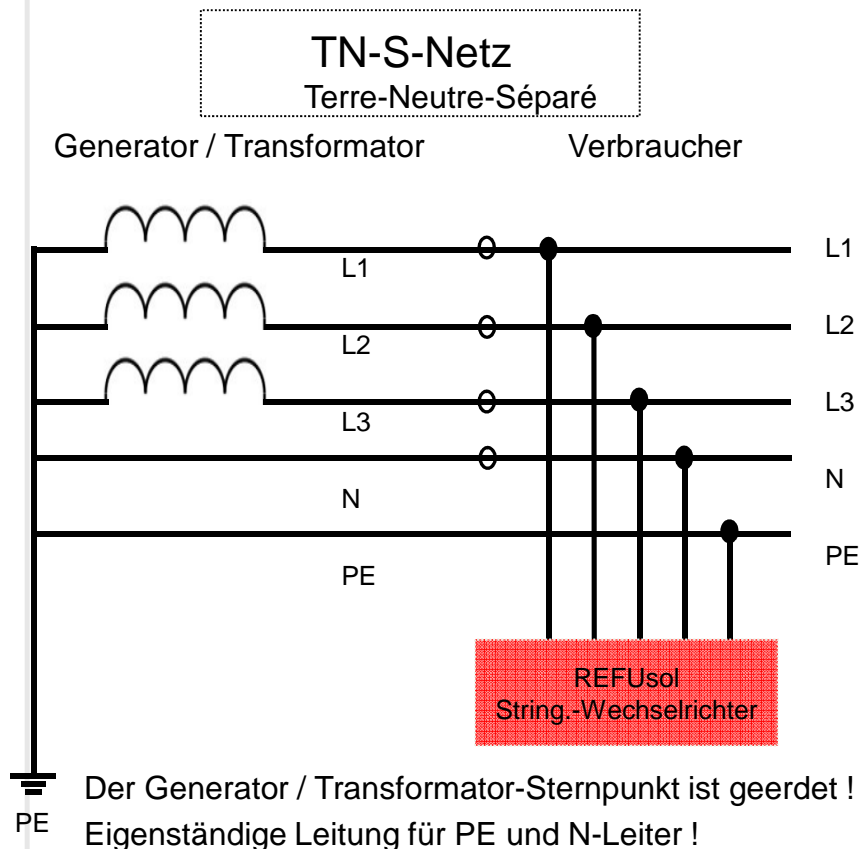 TN-S-Netz
Terre-Neutre-Séparé
Generator / Transformator
Verbraucher
L1
L1
L2
L2
L3
L3
N
N
PE
PE
REFUsol
String.-Wechselrichter
Der Generator / Transformator-Sternpunkt ist geerdet !
PE
Eigenständige Leitung für PE und N-Leiter !